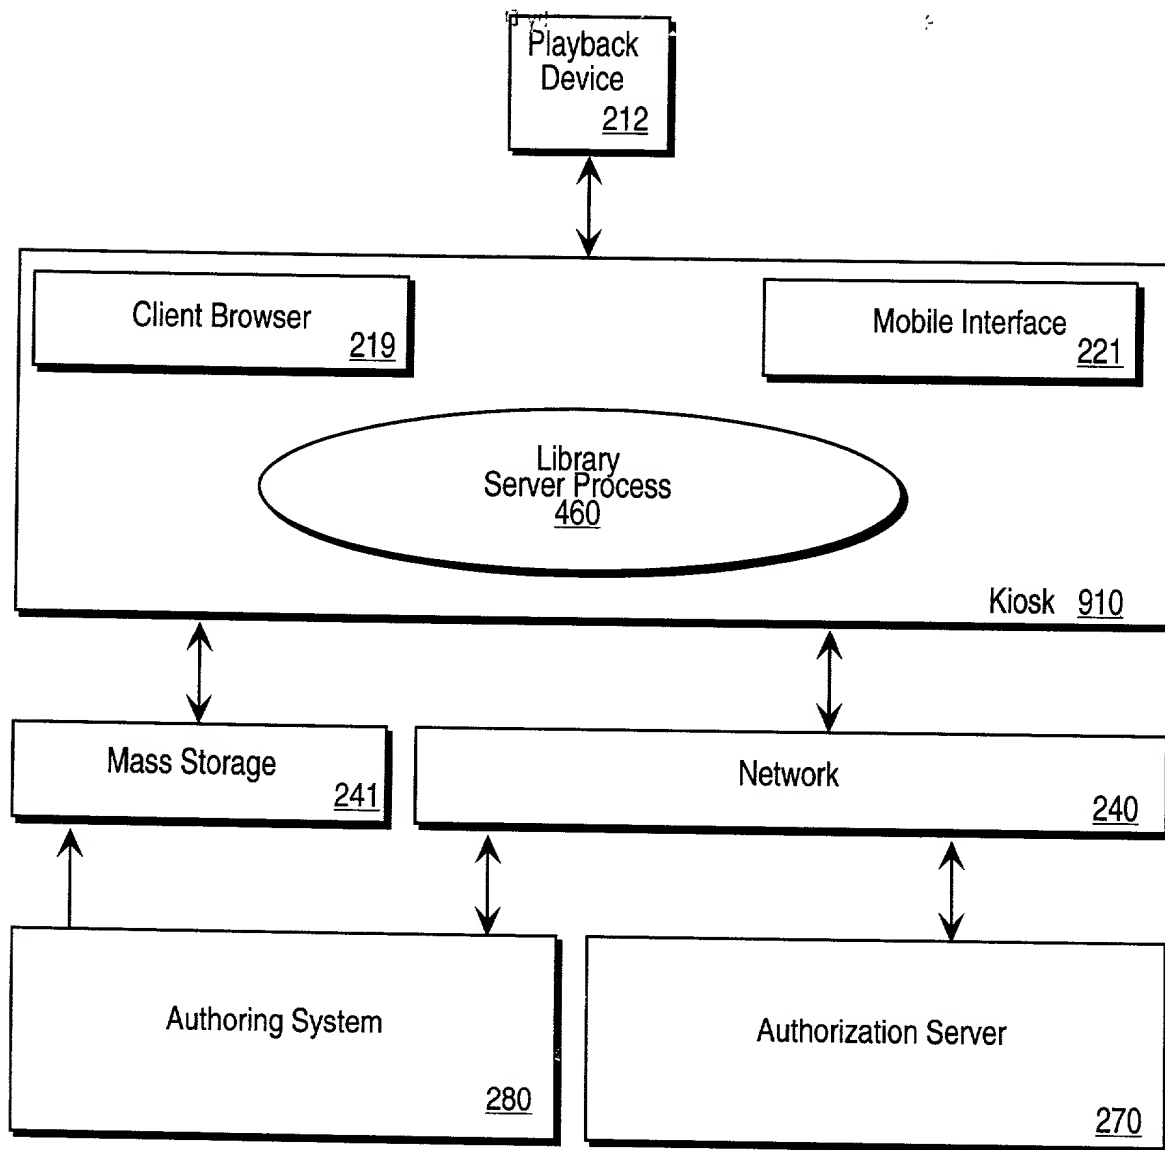 Playback
Device
212
Client Browser
219
Mobile Interface
221
Library
Server Process
460
Kiosk 910
Mass Storage
241
Network
240
Authoring System
280
Authorization Server
270